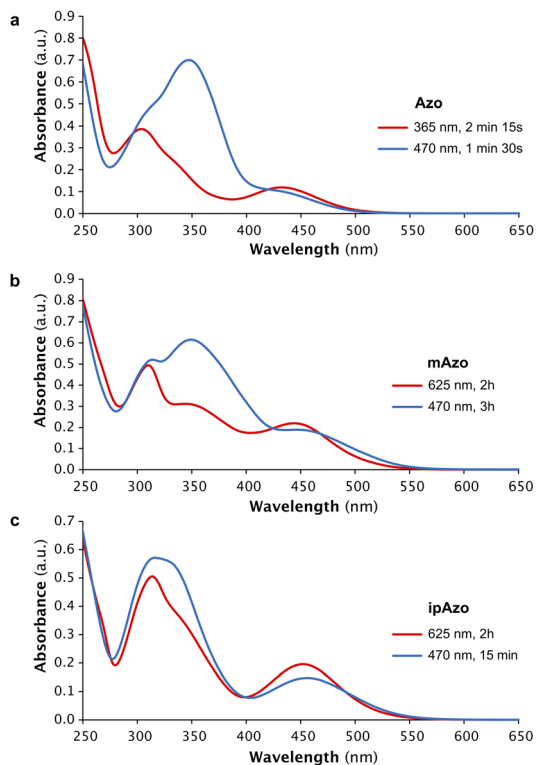 a
0.9
0.8
0.7
0.6
0.5
0.4
0.3
0.2
0.1
0.0
Absorbance (a.u.)
250 300 350 400 450 500 550 600 650
Wavelength (nm)
Azo
365 nm, 2 min 15s
470 nm, 1 min 30s
b
0.9
0.8
0.7
0.6
0.5
0.4
0.3
0.2
0.1
0.0
Absorbance (a.u.)
250 300 350 400 450 500 550 600 650
Wavelength (nm)
mAzo
625 nm, 2h
470 nm, 3h
c
0.7
0.6
0.5
0.4
0.3
0.2
0.1
0.0
Absorbance (a.u.)
250 300 350 400 450 500 550 600 650
Wavelength (nm)
ipAzo
625 nm, 2h
470 nm, 15 min